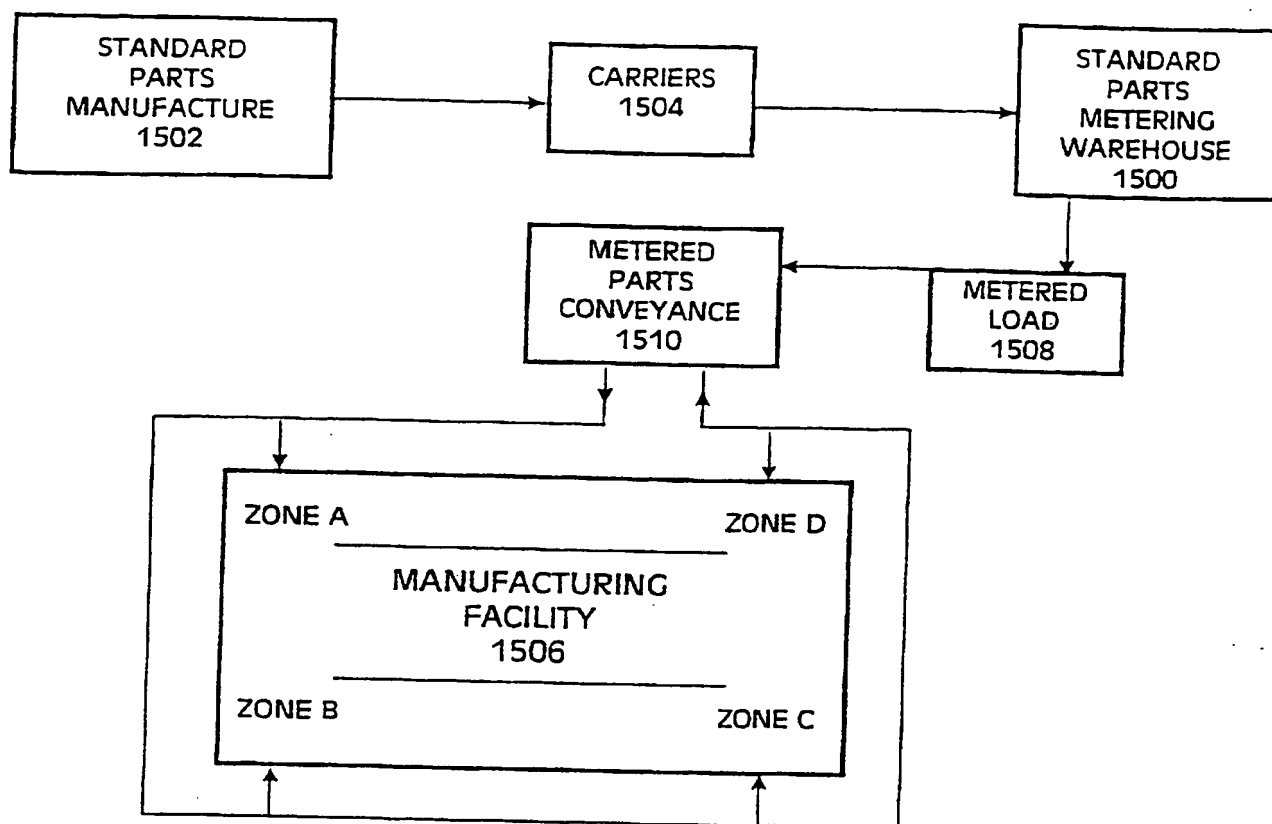 STANDARD
PARTS
MANUFACTURE
1502
CARRIERS
1504
STANDARD
PARTS
METERING
WAREHOUSE
1500
METERED
PARTS
CONVEYANCE
1510
METERED
LOAD
1508
ZONE A
ZONE D
MANUFACTURING
FACILITY
1506
ZONE B
ZONE C